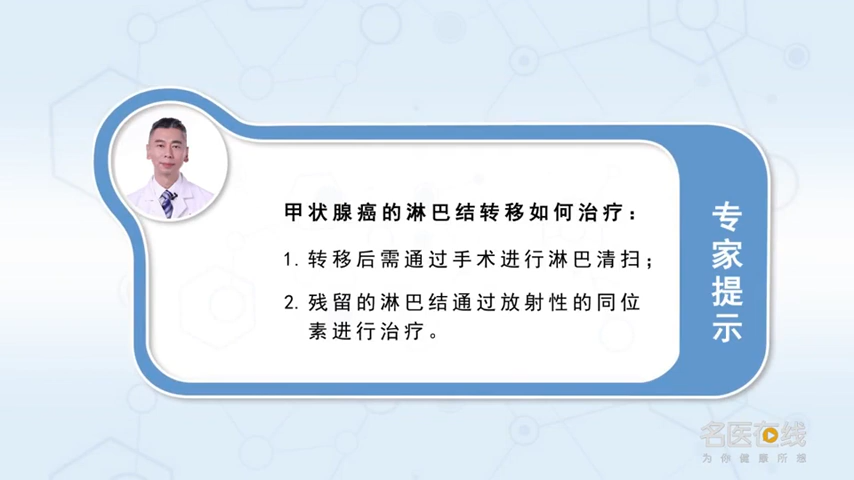 甲状腺癌的淋巴结转移如何治疗：
1. 转移后需通过手术进行淋巴清扫；
2. 残留的淋巴结通过放射性的同位
素进行治疗。
专家提示
名医在线
为你健康所想